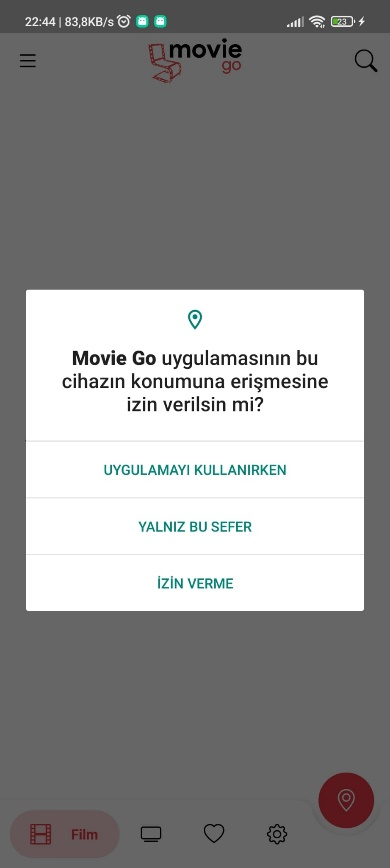 22:44 | 83,8KB/s
23
movie
go
Movie Go uygulamasının bu
cihazın konumuna erişmesine
izin verilsin mi?
UYGULAMAYI KULLANIRKEN
YALNIZ BU SEFER
İZİN VERME
Film